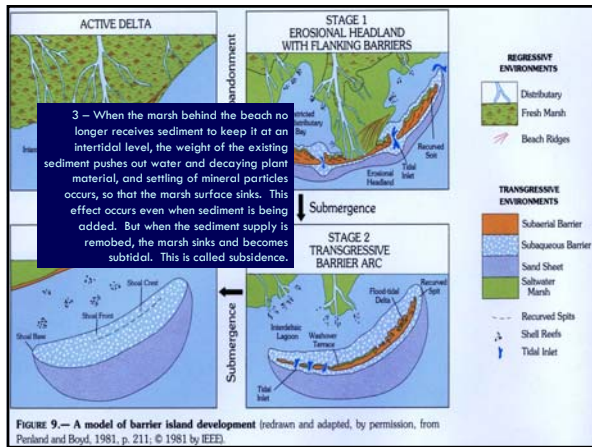 ACTIVE DELTA
STAGE 1
EROSIONAL HEADLAND
WITH FLANKING BARRIERS
Bay
Erosional
Headland
Tidal
Inlet
Recurved
Spit
3 – When the marsh behind the beach no
longer receives sediment to keep it at an
intertidal level, the weight of the existing
sediment pushes out water and decaying plant
material, and settling of mineral particles
occurs, so that the marsh surface sinks. This
effect occurs even when sediment is being
added. But when the sediment supply is
remobed, the marsh sinks and becomes
subtidal. This is called subsidence.
Submergence
STAGE 2
TRANSGRESSIVE
BARRIER ARC
Recurved
Spit
Flood-tidal
Delta
Interdeltaic
Lagoon
Washover
Terrace
Tidal
Inlet
Submergence
Shoal Crest
Shoal Front
Shoal Base
REGRESSIVE
ENVIRONMENTS
Distributary
Fresh Marsh
Beach Ridges
TRANSGRESSIVE
ENVIRONMENTS
Subaerial Barrier
Subaqueous Barrier
Sand Sheet
Saltwater
Marsh
Recurved Spits
Shell Reefs
Tidal Inlet
FIGURE 9.— A model of barrier island development (redrawn and adapted, by permission, from
Penland and Boyd, 1981, p. 211; © 1981 by IEEE).